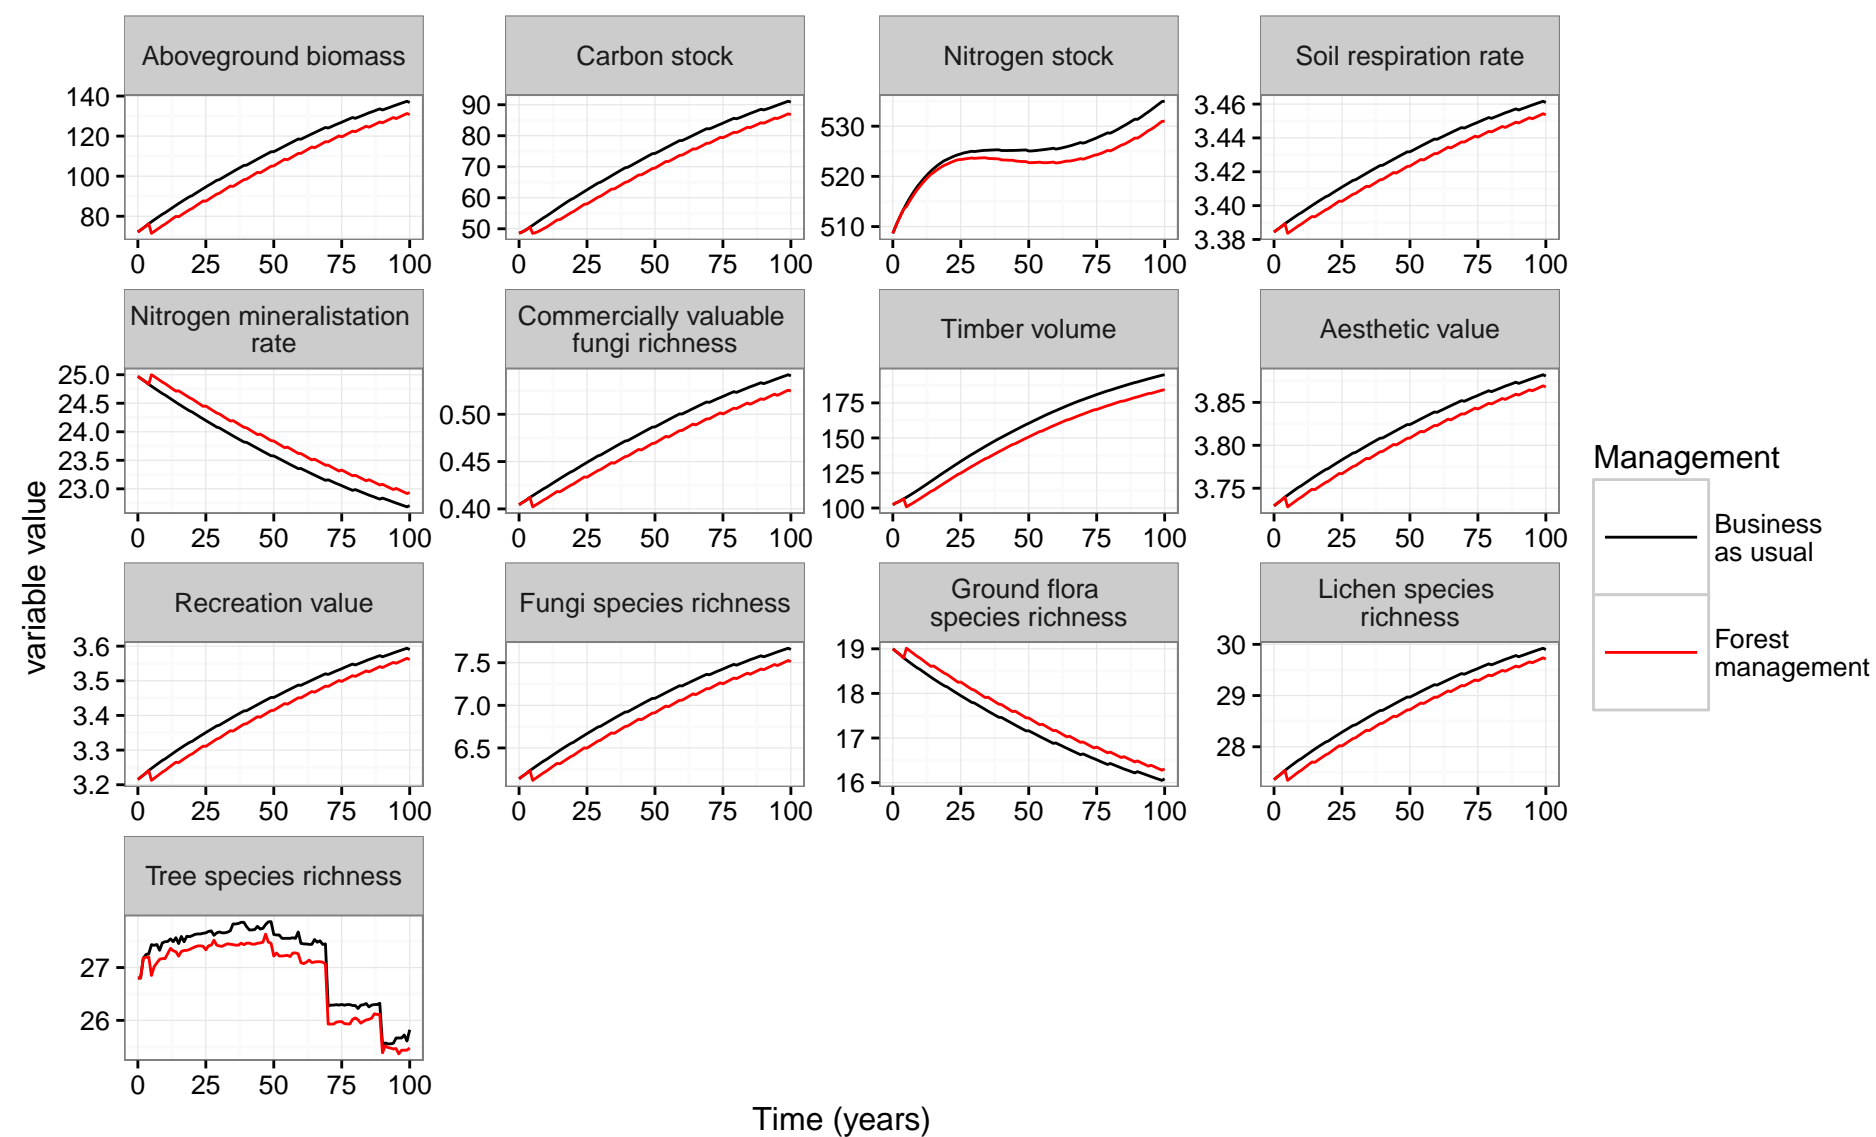 Aboveground biomass
Carbon stock
Nitrogen stock
Soil respiration rate
140
120
100
80
0 25 50 75 100
90
80
70
60
50
0 25 50 75 100
530
520
510
0 25 50 75 100
3.46
3.44
3.42
3.40
3.38
0 25 50 75 100
Nitrogen mineralistation
rate
Commercially valuable
fungi richness
Timber volume
Aesthetic value
25.0
24.5
24.0
23.5
23.0
0 25 50 75 100
0.50
0.45
0.40
0 25 50 75 100
175
150
125
100
0 25 50 75 100
3.85
3.80
3.75
0 25 50 75 100
Recreation value
Fungi species richness
Ground flora
species richness
Lichen species
richness
3.6
3.5
3.4
3.3
3.2
0 25 50 75 100
7.5
7.0
6.5
0 25 50 75 100
19
18
17
16
0 25 50 75 100
30
29
28
0 25 50 75 100
Tree species richness
27
26
0 25 50 75 100
variable value
Time (years)
Management
Business
as usual
Forest
management